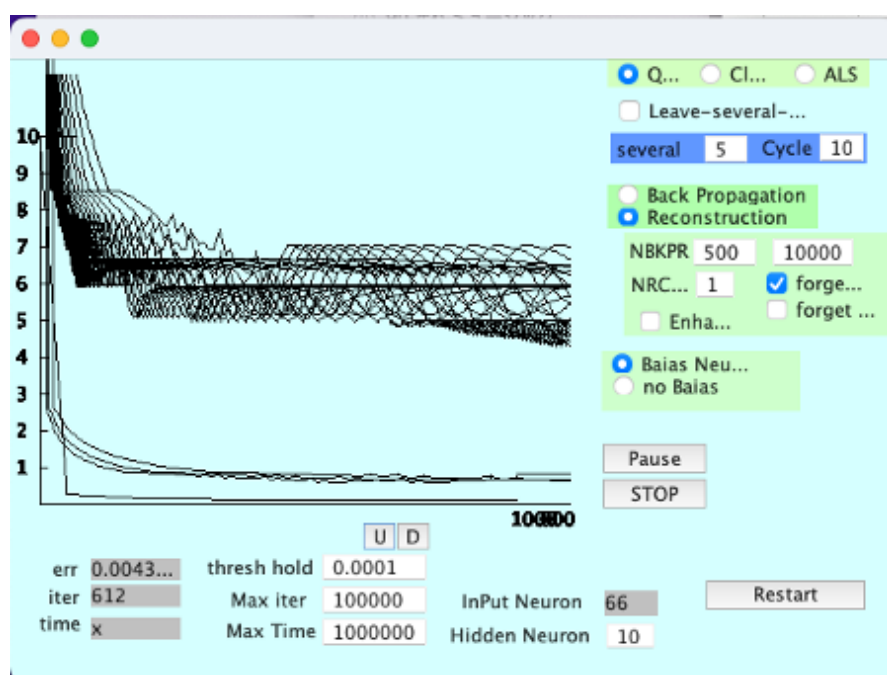 Q... Cl... ALS
Leave-several-...
several 5 Cycle 10
Back Propagation
Reconstruction
NBKPR 500 10000
NRC... 1 forge...
Enha... forget ...
Baias Neu...
no Baias
Pause
STOP
10
9
8
7
6
5
4
3
2
1
U D
err 0.0043... thresh hold 0.0001
iter 612 Max iter 100000 InPut Neuron 66 Restart
time x Max Time 1000000 Hidden Neuron 10